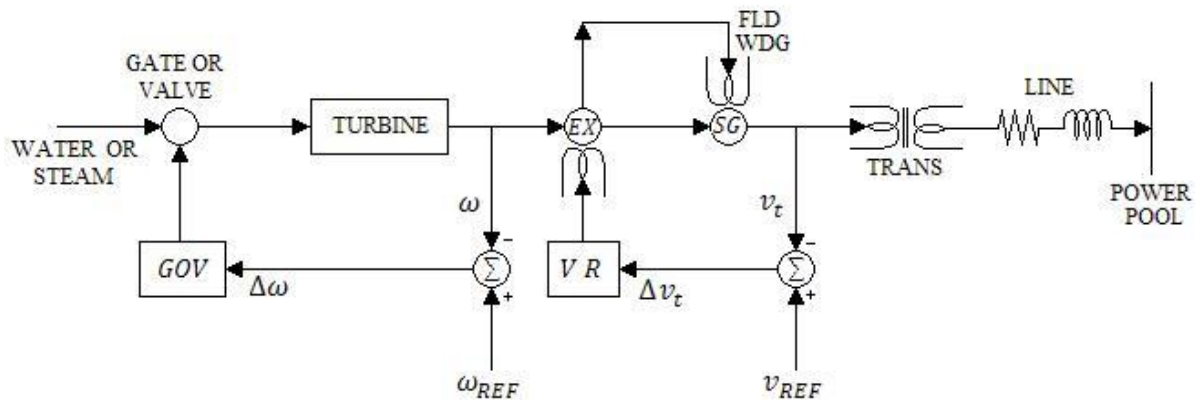 FLD
WDG
GATE OR
VALVE
LINE
TURBINE
EX
SG
WATER OR
STEAM
TRANS
POWER
POOL
ω
v_t
−
−
GOV
Δω
Σ
+
V R
Δv_t
Σ
+
ω_REF
v_REF